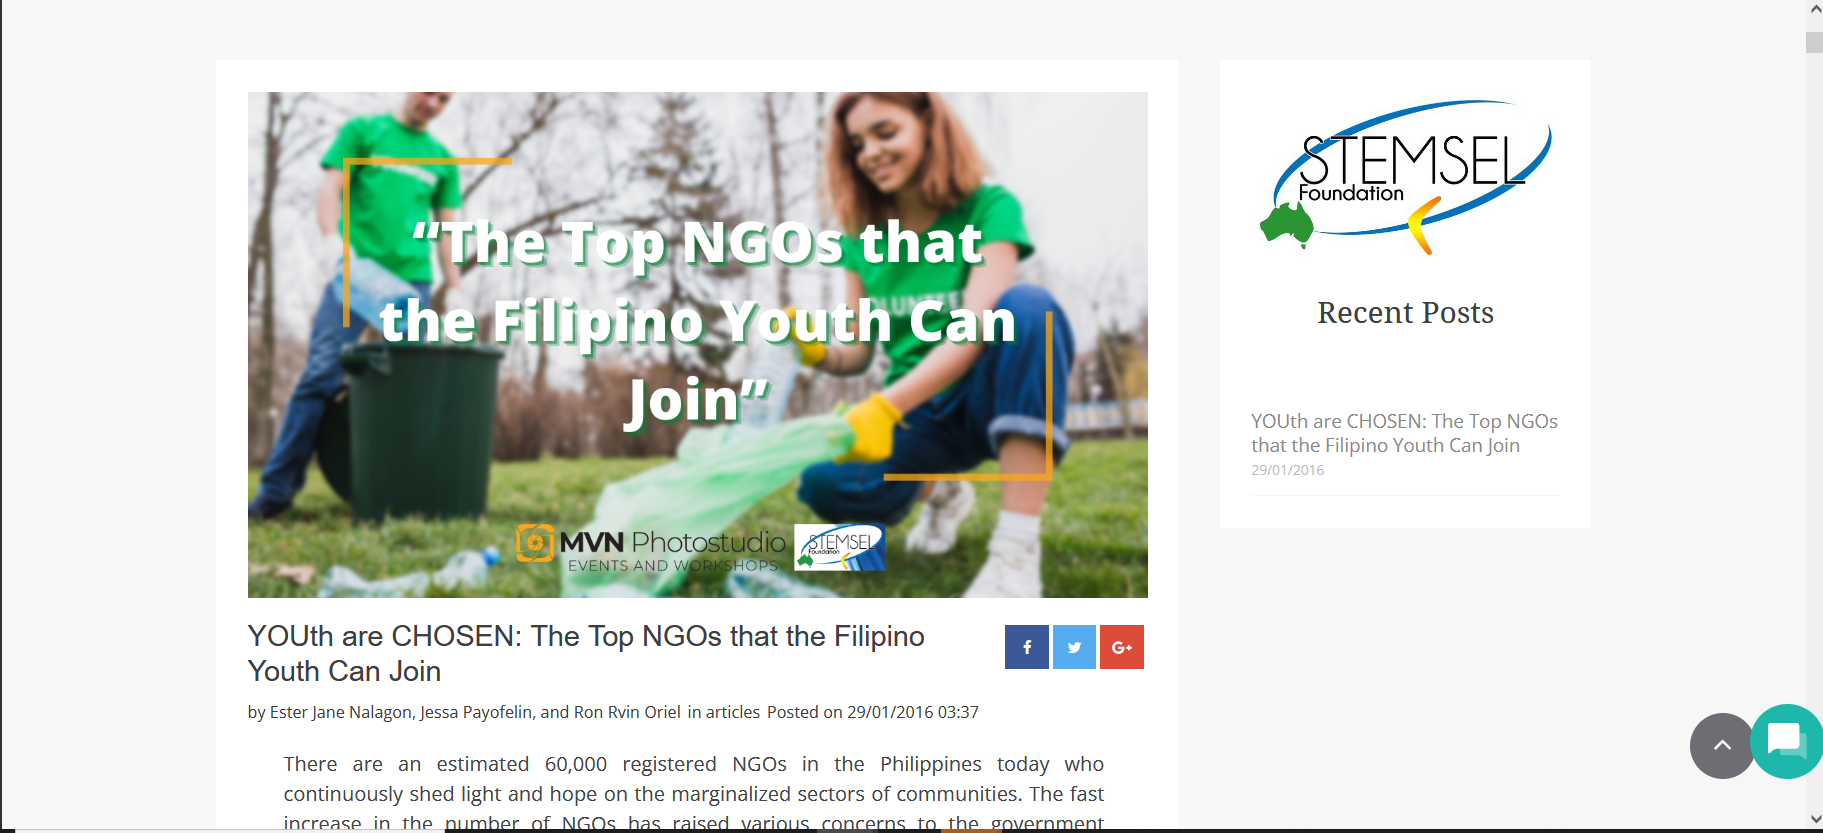 “The Top NGOs that
the Filipino Youth Can
Join”
VOLUNTEE
MVN Photostudio
EVENTS AND WORKSHOPS
STEMSEL
Foundation
YOUth are CHOSEN: The Top NGOs that the Filipino
Youth Can Join
f
G+
by Ester Jane Nalagon, Jessa Payofelin, and Ron Rvin Oriel in articles Posted on 29/01/2016 03:37
There are an estimated 60,000 registered NGOs in the Philippines today who
continuously shed light and hope on the marginalized sectors of communities. The fast
increase in the number of NGOs has raised various concerns to the government
STEMSEL
Foundation
Recent Posts
YOUth are CHOSEN: The Top NGOs
that the Filipino Youth Can Join
29/01/2016